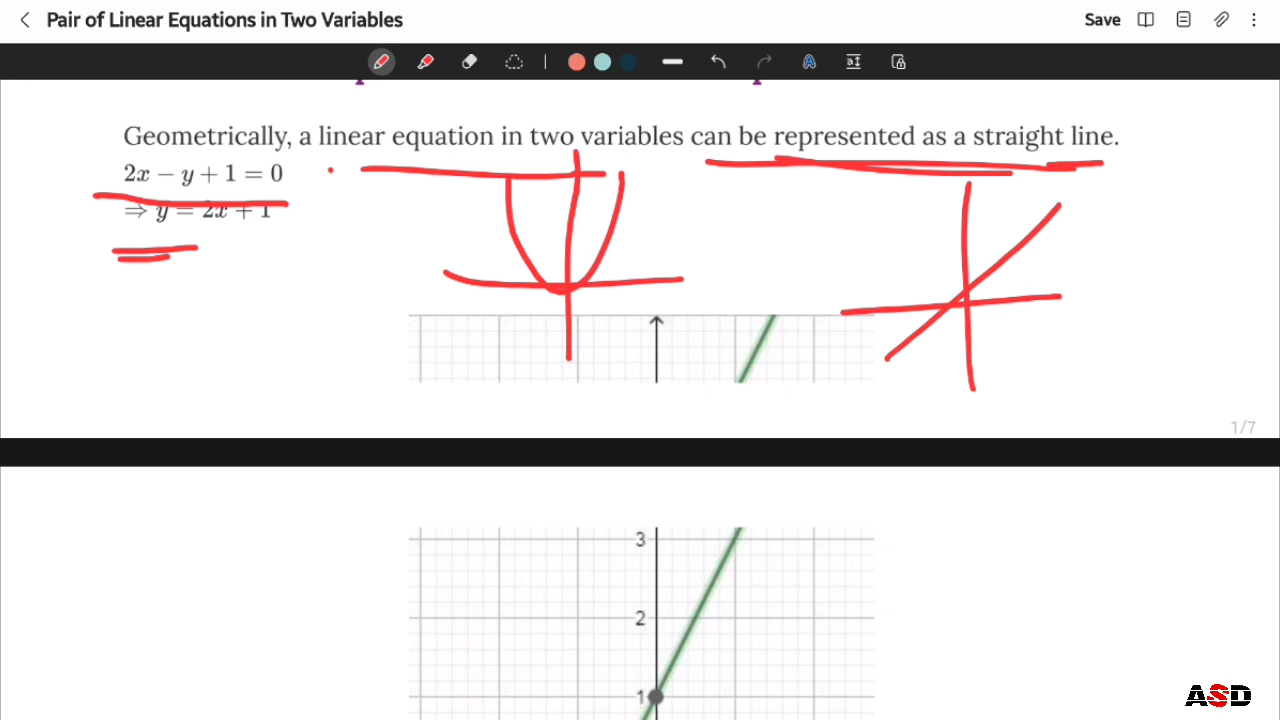 Pair of Linear Equations in Two Variables
Save
Geometrically, a linear equation in two variables can be represented as a straight line.
2x − y + 1 = 0
⇒ y = 2x + 1
1/7
3
2
1
ASD